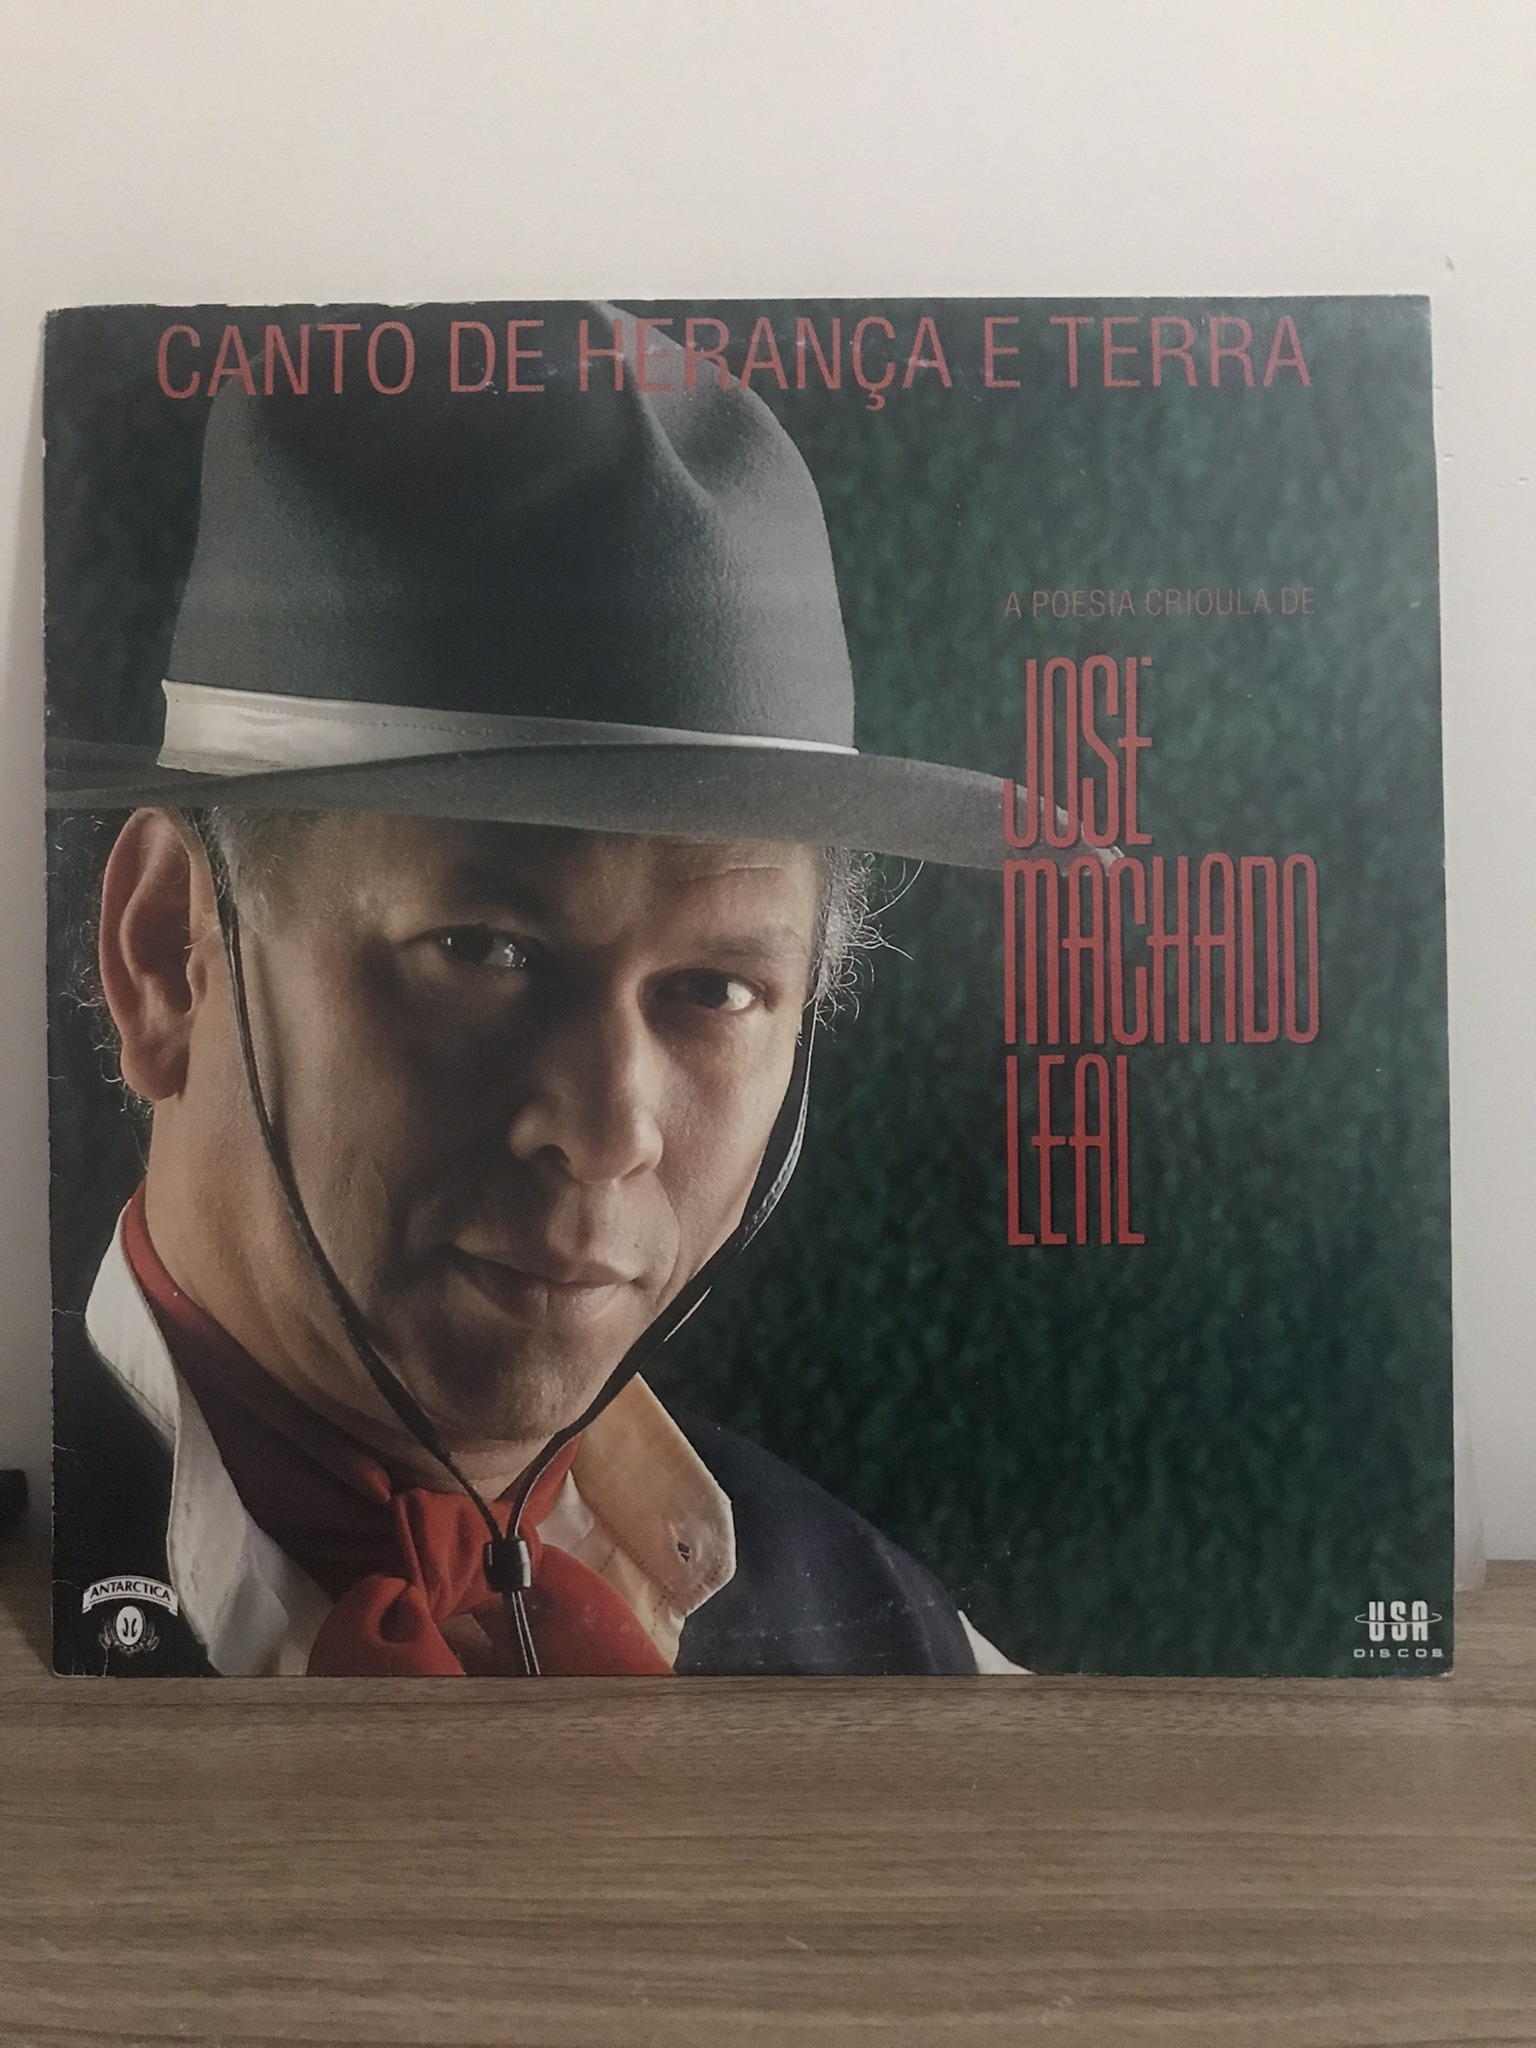 CANTO DE HERANÇA E TERRA
A POESIA CRIOULA DE
JOSÉ
MACHADO
LEAL
ANTARCTICA
USA
DISCOS